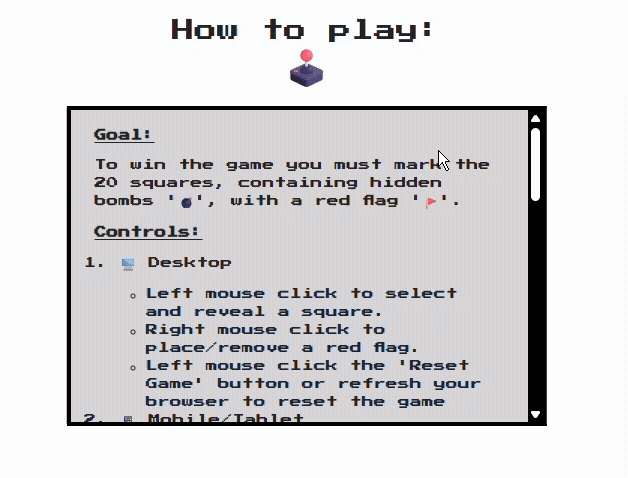 How to play:
Goal:
To win the game you must mark the
20 squares, containing hidden
bombs '💣', with a red flag '🚩'.
Controls:
1. 🖥️ Desktop
◦ Left mouse click to select
and reveal a square.
◦ Right mouse click to
place/remove a red flag.
◦ Left mouse click the 'Reset
Game' button or refresh your
browser to reset the game
2. 📱 Mobile/Tablet